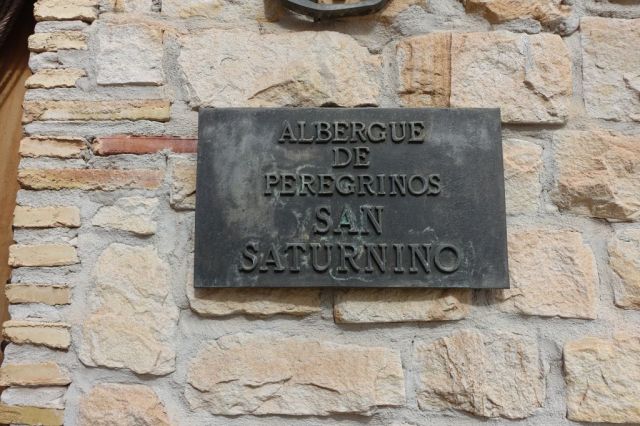 ALBERGUE
DE
PEREGRINOS
SAN
SATURNINO